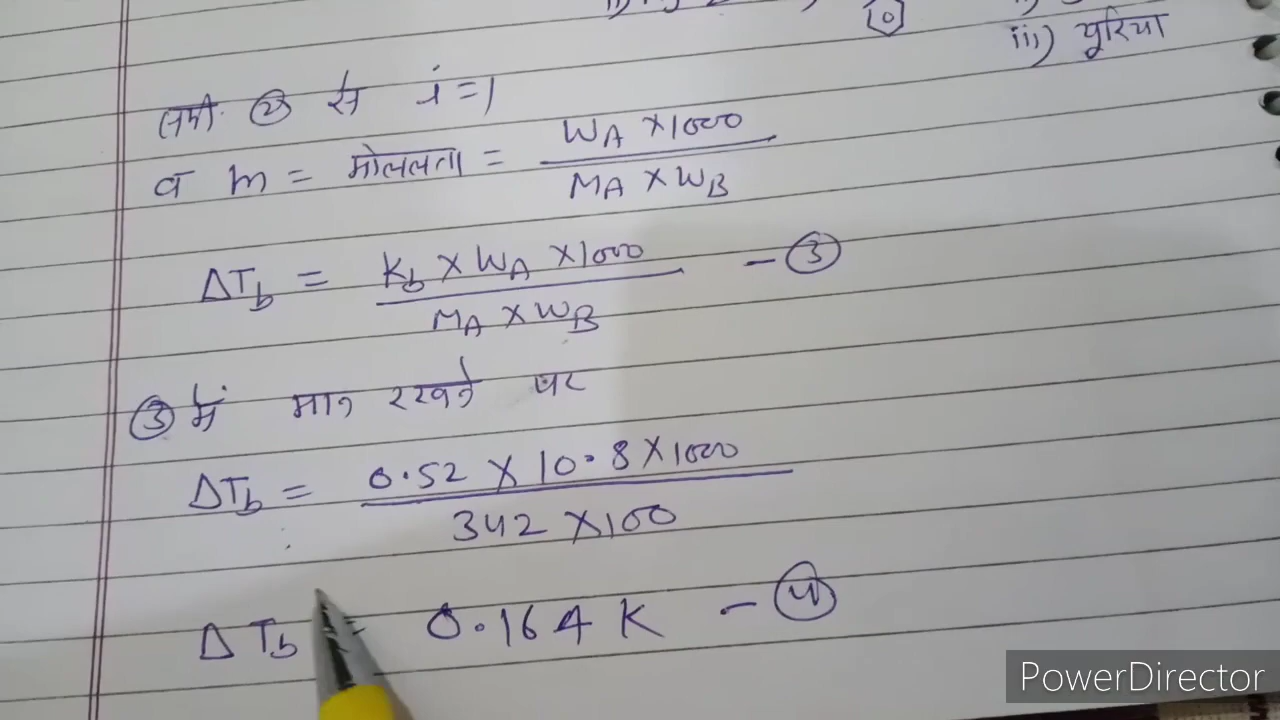 iii) यूरिया
समी. ② से i = 1
व m = मोललता = WA × 1000 / MA × WB
ΔTb = Kb × WA × 1000 / MA × WB - ③
③ में मान रखने पर
ΔTb = 0.52 × 10.8 × 1000 / 342 × 100
ΔTb = 0.164 K - ④
PowerDirector